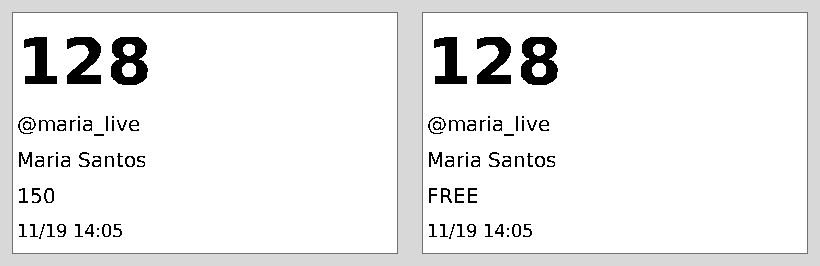 128
@maria_live
Maria Santos
150
11/19 14:05
128
@maria_live
Maria Santos
FREE
11/19 14:05